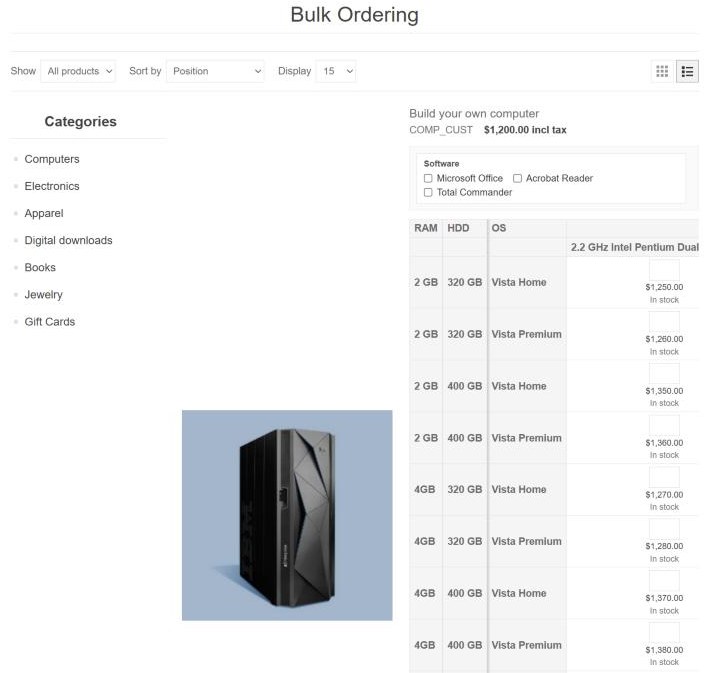 Bulk Ordering
Show All products Sort by Position Display 15
Categories
Computers
Electronics
Apparel
Digital downloads
Books
Jewelry
Gift Cards
Build your own computer
COMP_CUST $1,200.00 incl tax
Software
Microsoft Office Acrobat Reader
Total Commander
RAM HDD OS
2.2 GHz Intel Pentium Dual
2 GB 320 GB Vista Home $1,250.00
In stock
2 GB 320 GB Vista Premium $1,260.00
In stock
2 GB 400 GB Vista Home $1,350.00
In stock
2 GB 400 GB Vista Premium $1,360.00
In stock
4GB 320 GB Vista Home $1,270.00
In stock
4GB 320 GB Vista Premium $1,280.00
In stock
4GB 400 GB Vista Home $1,370.00
In stock
4GB 400 GB Vista Premium $1,380.00
In stock